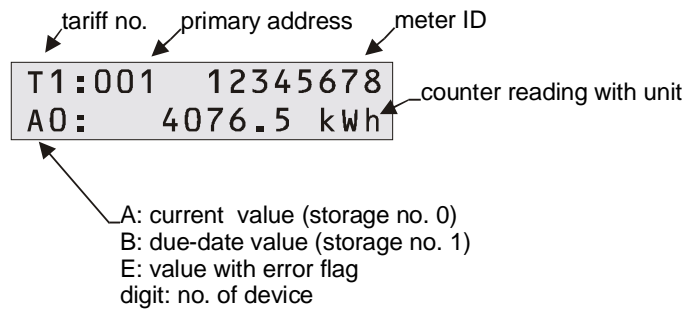 tariff no. primary address meter ID
T1:001 12345678
counter reading with unit
A0: 4076.5 kWh
A: current value (storage no. 0)
B: due-date value (storage no. 1)
E: value with error flag
digit: no. of device